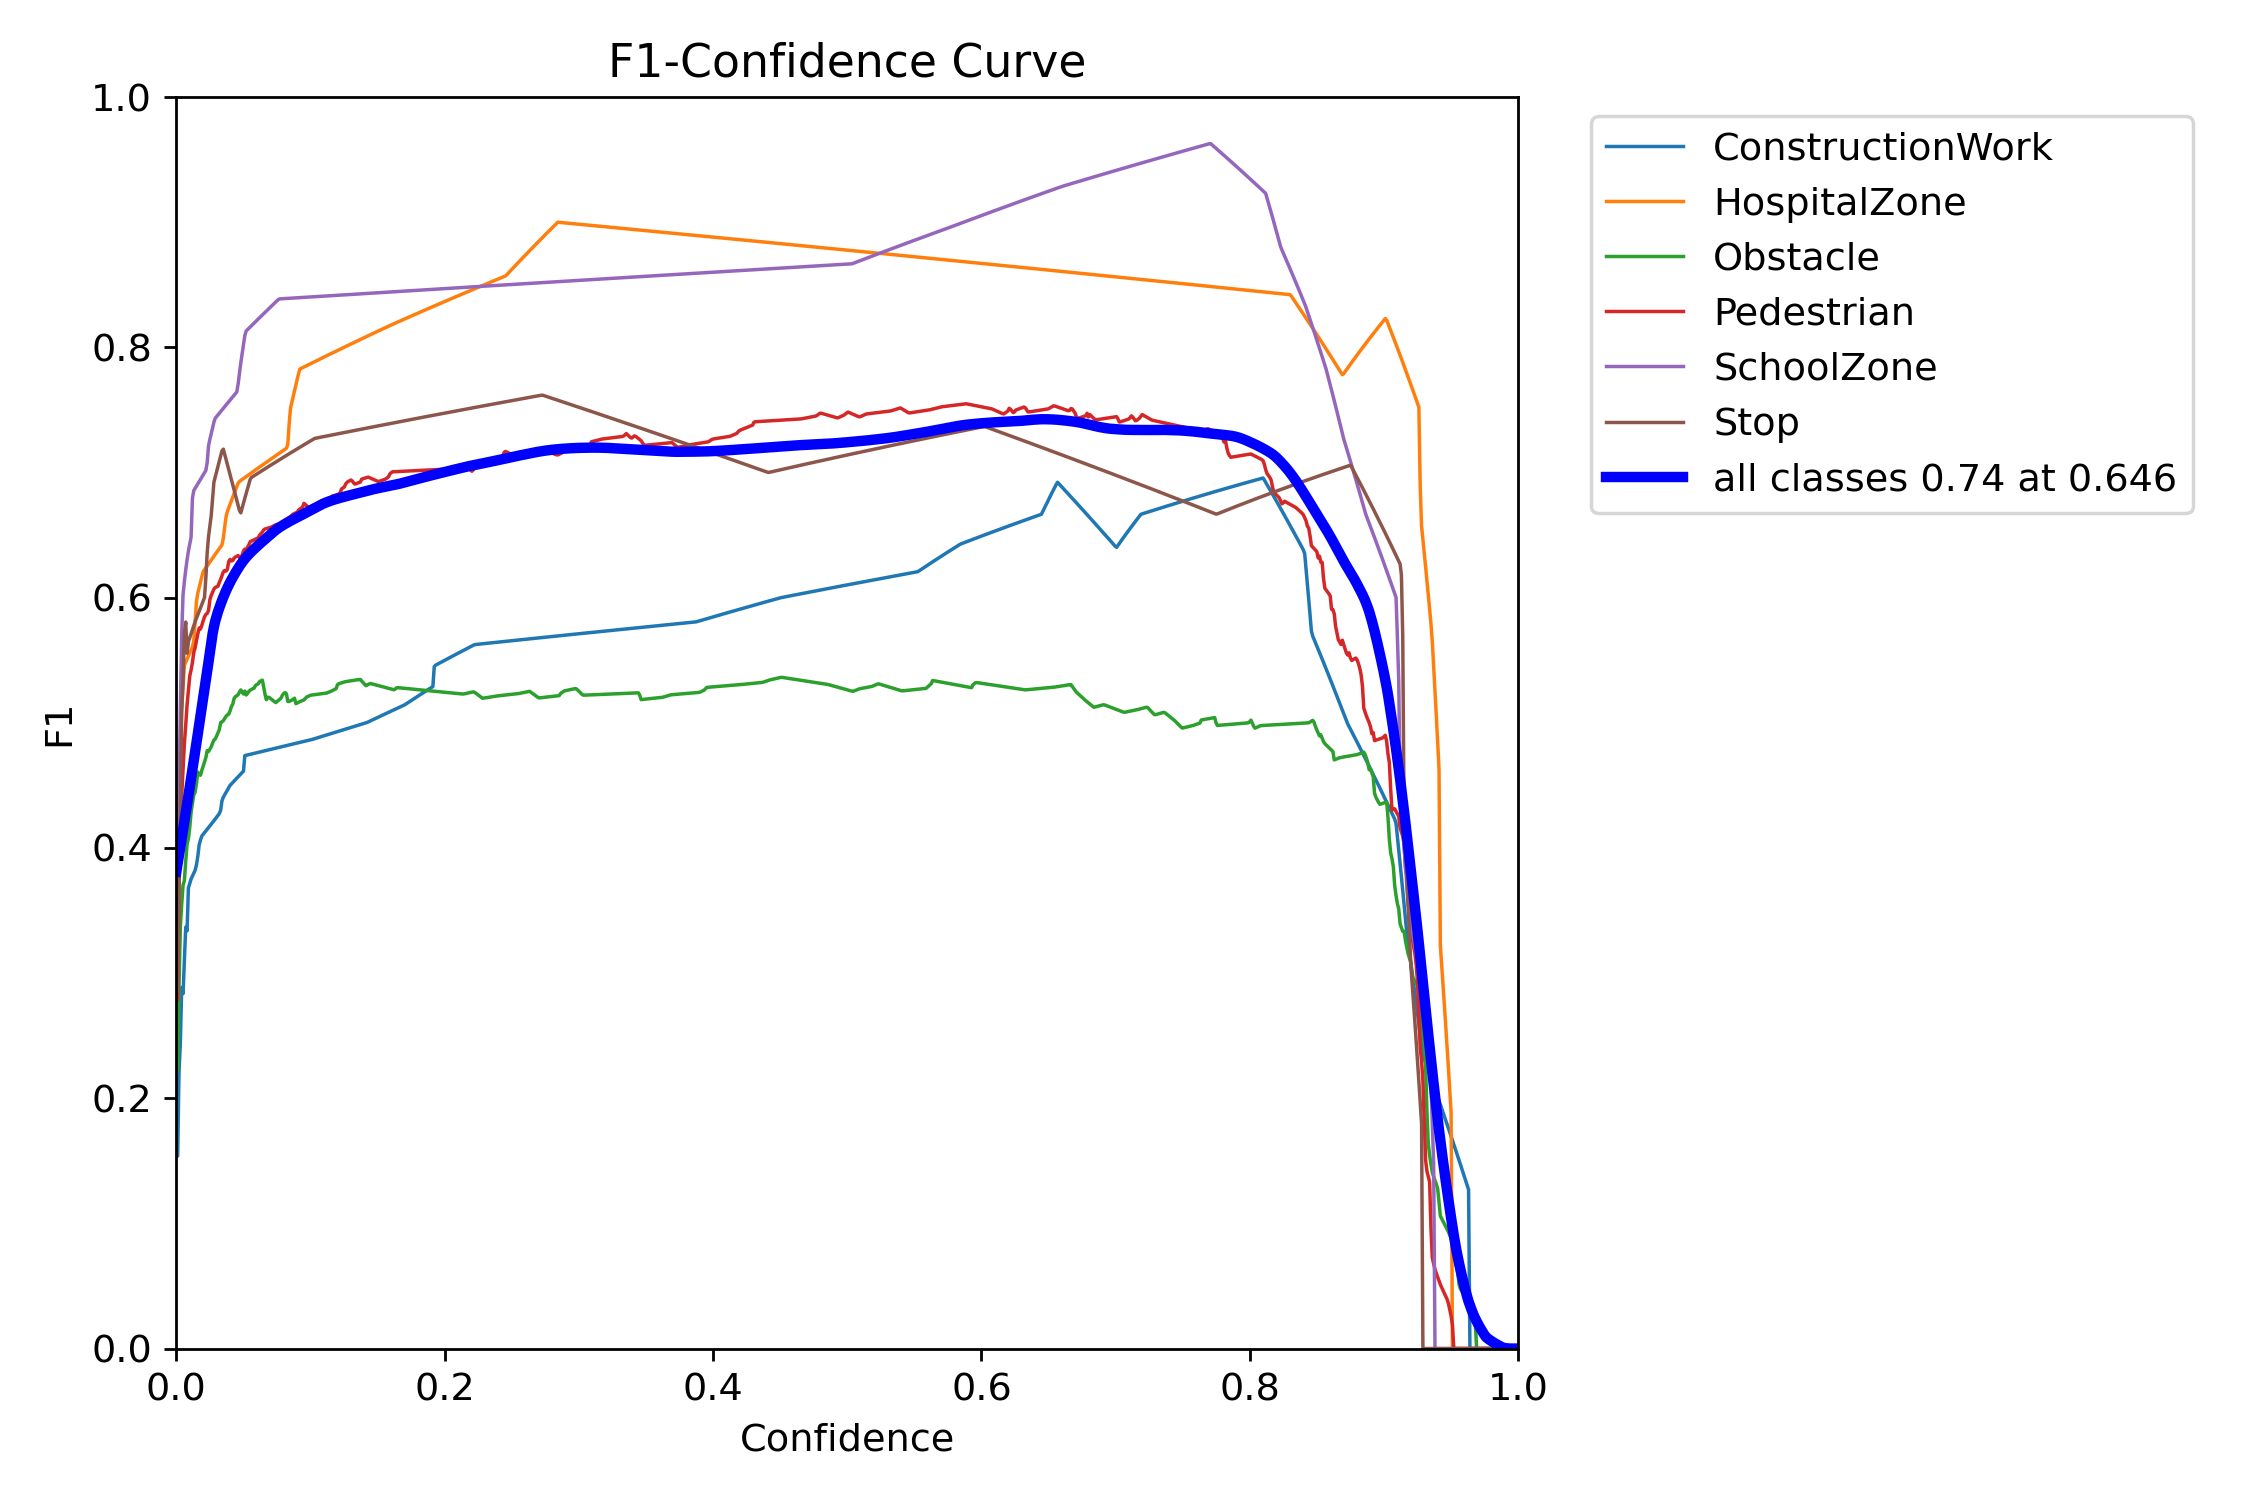 F1-Confidence Curve
1.0
0.8
0.6
0.4
0.2
0.0
F1
0.0 0.2 0.4 0.6 0.8 1.0
Confidence
ConstructionWork
HospitalZone
Obstacle
Pedestrian
SchoolZone
Stop
all classes 0.74 at 0.646